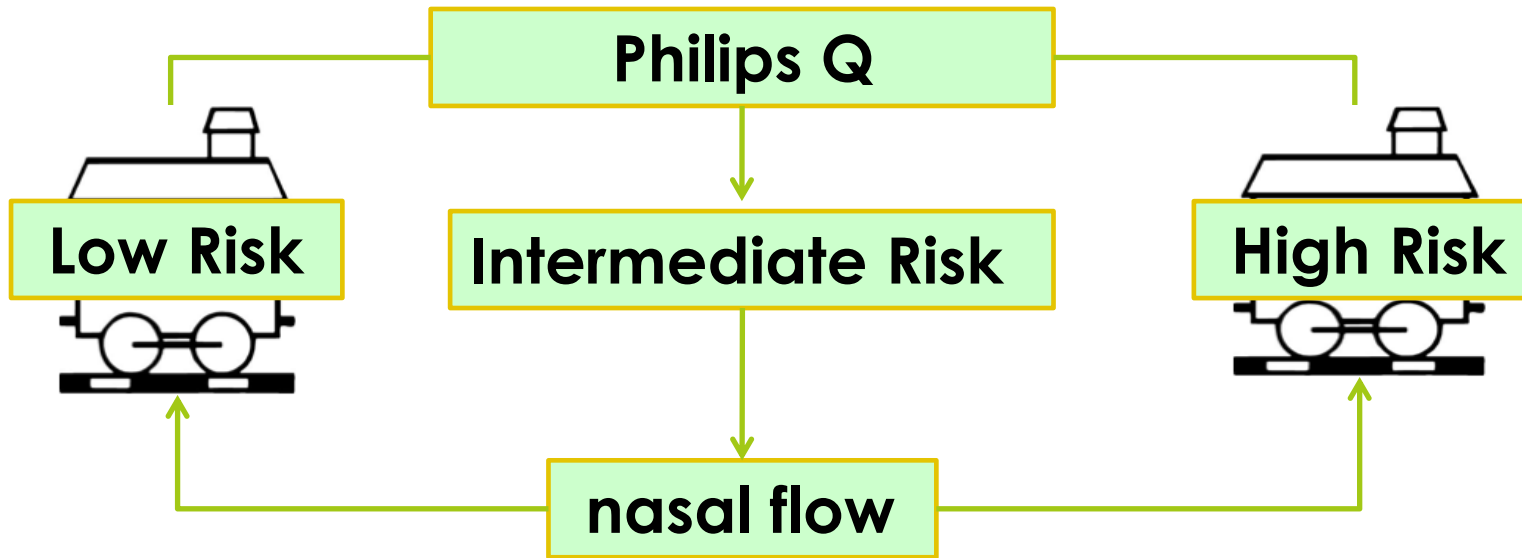 Philips Q
Low Risk
Intermediate Risk
High Risk
nasal flow